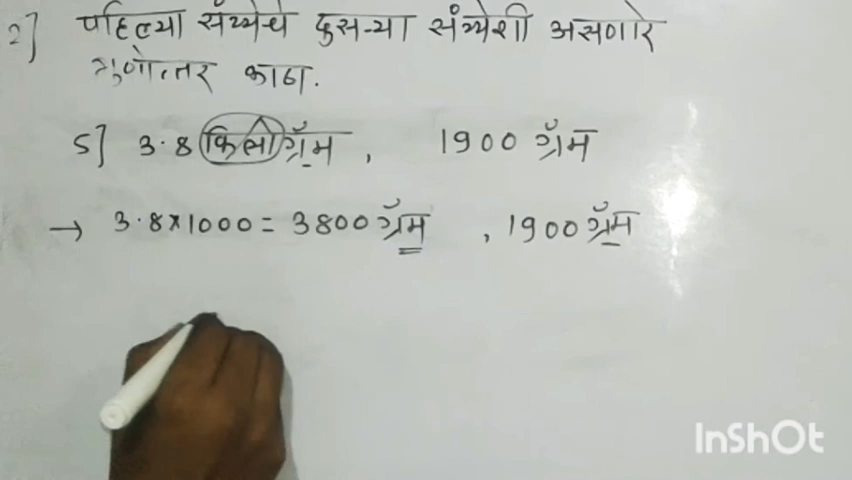 2] पहिल्या संख्येचे दुसऱ्या संख्येशी असणारे
गुणोत्तर काढा.
5] 3.8 किलोग्रॅम , 1900 ग्रॅम
→ 3.8×1000 = 3800 ग्रॅम , 1900 ग्रॅम
InShOt